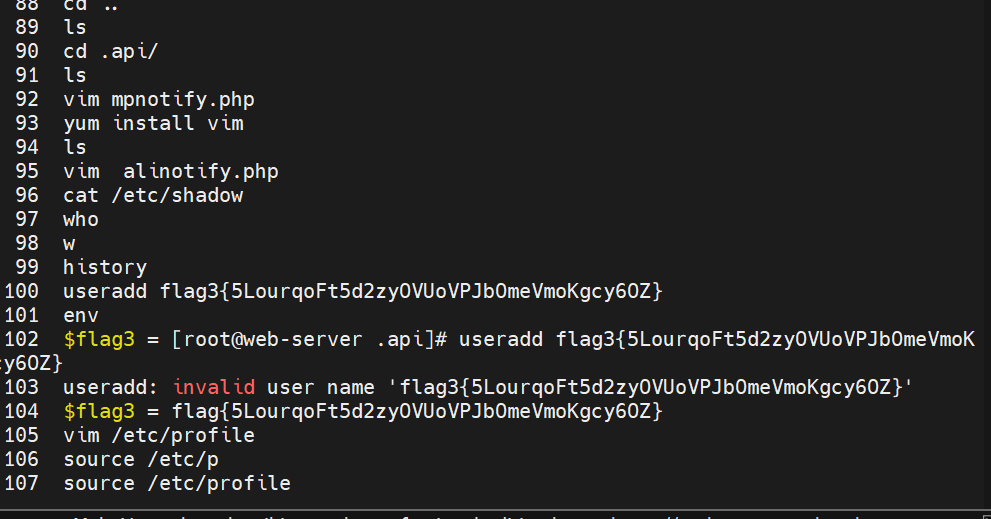 88 cd ..
89 ls
90 cd .api/
91 ls
92 vim mpnotify.php
93 yum install vim
94 ls
95 vim  alinotify.php
96 cat /etc/shadow
97 who
98 w
99 history
100 useradd flag3{5LourqoFt5d2zyOVUoVPJbOmeVmoKgcy6OZ}
101 env
102 $flag3 = [root@web-server .api]# useradd flag3{5LourqoFt5d2zyOVUoVPJbOmeVmoK
cy6OZ}
103 useradd: invalid user name 'flag3{5LourqoFt5d2zyOVUoVPJbOmeVmoKgcy6OZ}'
104 $flag3 = flag{5LourqoFt5d2zyOVUoVPJbOmeVmoKgcy6OZ}
105 vim /etc/profile
106 source /etc/p
107 source /etc/profile